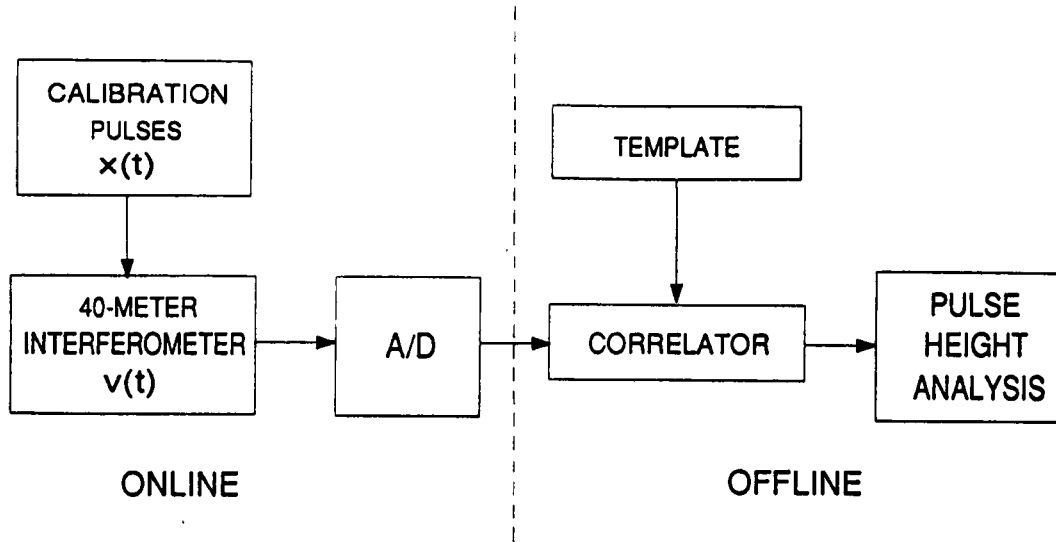 CALIBRATION
PULSES
x(t)
TEMPLATE
40-METER
INTERFEROMETER
v(t)
A/D
CORRELATOR
PULSE
HEIGHT
ANALYSIS
ONLINE
OFFLINE